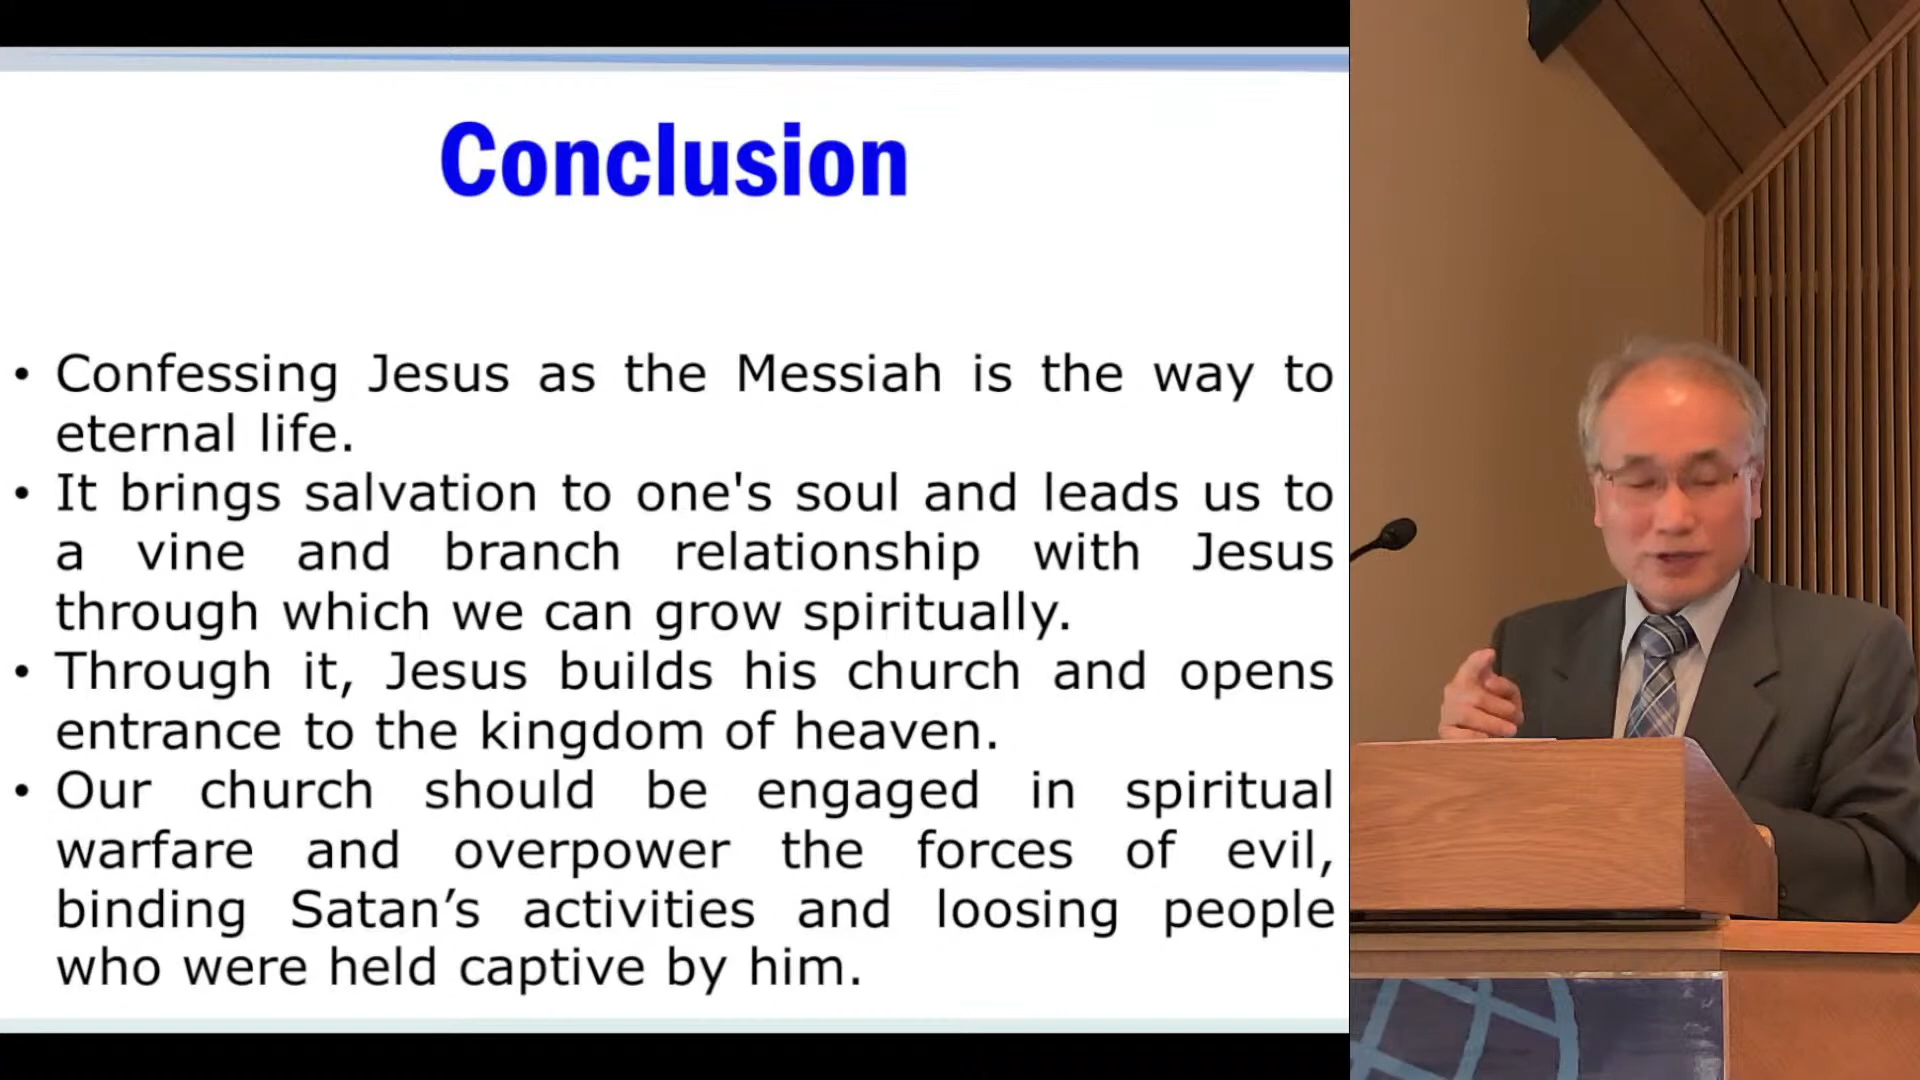 Conclusion
• Confessing Jesus as the Messiah is the way to
eternal life.
• It brings salvation to one's soul and leads us to
a vine and branch relationship with Jesus
through which we can grow spiritually.
• Through it, Jesus builds his church and opens
entrance to the kingdom of heaven.
• Our church should be engaged in spiritual
warfare and overpower the forces of evil,
binding Satan’s activities and loosing people
who were held captive by him.